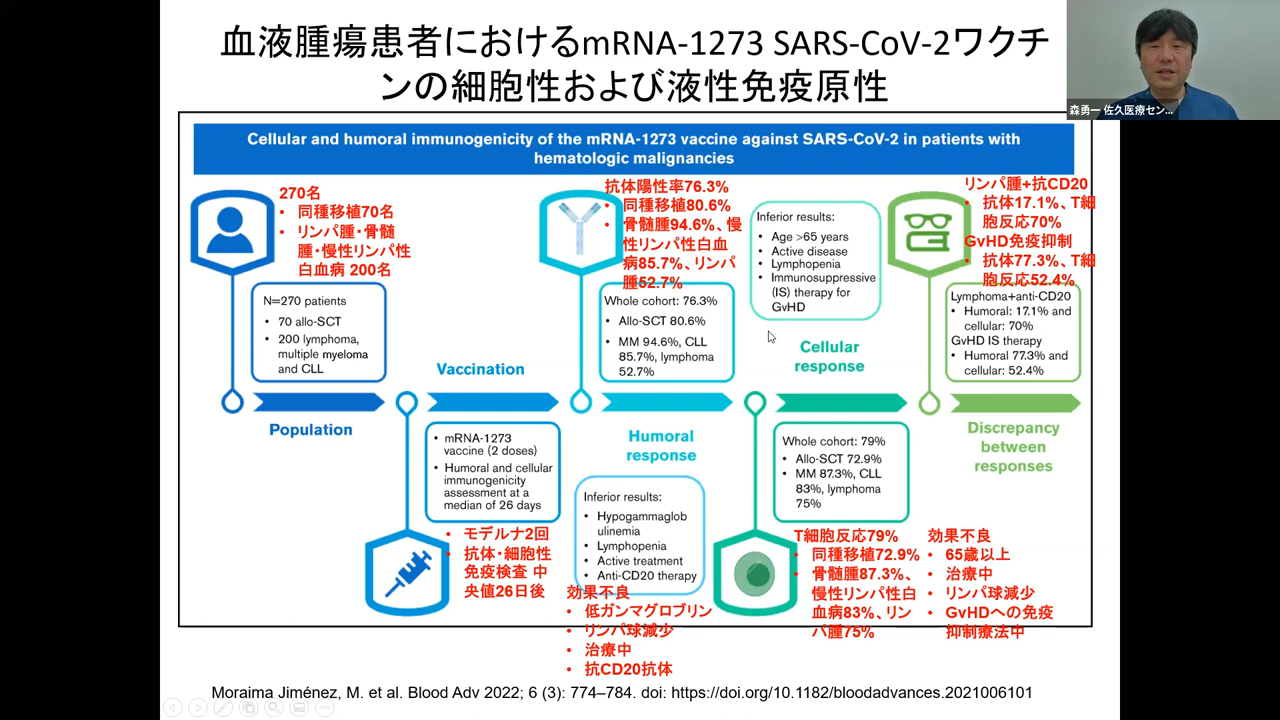 血液腫瘍患者におけるmRNA-1273 SARS-CoV-2ワクチ
ンの細胞性および液性免疫原性
森勇一 佐久医療セン...
Cellular and humoral immunogenicity of the mRNA-1273 vaccine against SARS-CoV-2 in patients with
hematologic malignancies
270名
• 同種移植70名
• リンパ腫・骨髄
腫・慢性リンパ性
白血病 200名
N=270 patients
• 70 allo-SCT
• 200 lymphoma,
multiple myeloma
and CLL
Population
Vaccination
• mRNA-1273
vaccine (2 doses)
• Humoral and cellular
immunogenicity
assessment at a
median of 26 days
• モデルナ2回
• 抗体・細胞性
免疫検査 中
央値26日後
抗体陽性率76.3%
• 同種移植80.6%
• 骨髄腫94.6%、慢
性リンパ性白血
病85.7%、リンパ
腫52.7%
Whole cohort: 76.3%
• Allo-SCT 80.6%
• MM 94.6%, CLL
85.7%, lymphoma
52.7%
Humoral
response
Inferior results:
• Hypogammaglob
ulinemia
• Lymphopenia
• Active treatment
• Anti-CD20 therapy
効果不良
• 低ガンマグロブリン
• リンパ球減少
• 治療中
• 抗CD20抗体
Inferior results:
• Age >65 years
• Active disease
• Lymphopenia
• Immunosuppressive
(IS) therapy for
GvHD
Cellular
response
Whole cohort: 79%
• Allo-SCT 72.9%
• MM 87.3%, CLL
83%, lymphoma
75%
T細胞反応79%
• 同種移植72.9%
• 骨髄腫87.3%、
慢性リンパ性白
血病83%、リン
パ腫75%
効果不良
• 65歳以上
• 治療中
• リンパ球減少
• GvHDへの免疫
抑制療法中
リンパ腫+抗CD20
• 抗体17.1%、T細
胞反応70%
GvHD免疫抑制
• 抗体77.3%、T細
胞反応52.4%
Lymphoma+anti-CD20
• Humoral: 17.1% and
cellular: 70%
GvHD IS therapy
• Humoral 77.3% and
cellular: 52.4%
Discrepancy
between
responses
Moraima Jiménez, M. et al. Blood Adv 2022; 6 (3): 774–784. doi: https://doi.org/10.1182/bloodadvances.2021006101